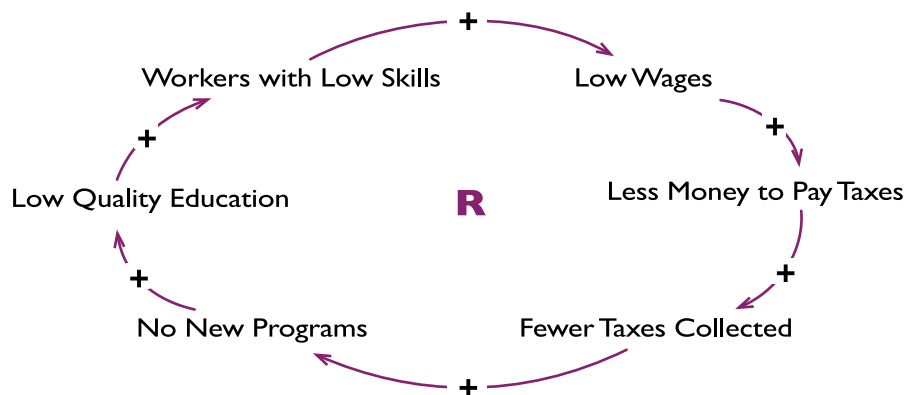 +
Workers with Low Skills
Low Wages
+
+
Low Quality Education
R
Less Money to Pay Taxes
+
+
No New Programs
Fewer Taxes Collected
+